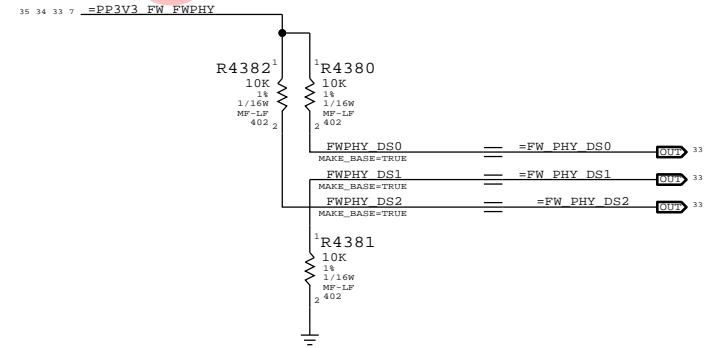 35 34 33 7 =PP3V3_FW_FWPHY
R4382 1
10K
1%
1/16W
MF-LF
402
2
1 R4380
10K
1%
1/16W
MF-LF
402
2
FWPHY_DS0 =FW_PHY_DS0 OUT 33
MAKE_BASE=TRUE
FWPHY_DS1 =FW_PHY_DS1 OUT 33
MAKE_BASE=TRUE
FWPHY_DS2 =FW_PHY_DS2 OUT 33
MAKE_BASE=TRUE
1 R4381
10K
1%
1/16W
MF-LF
402
2